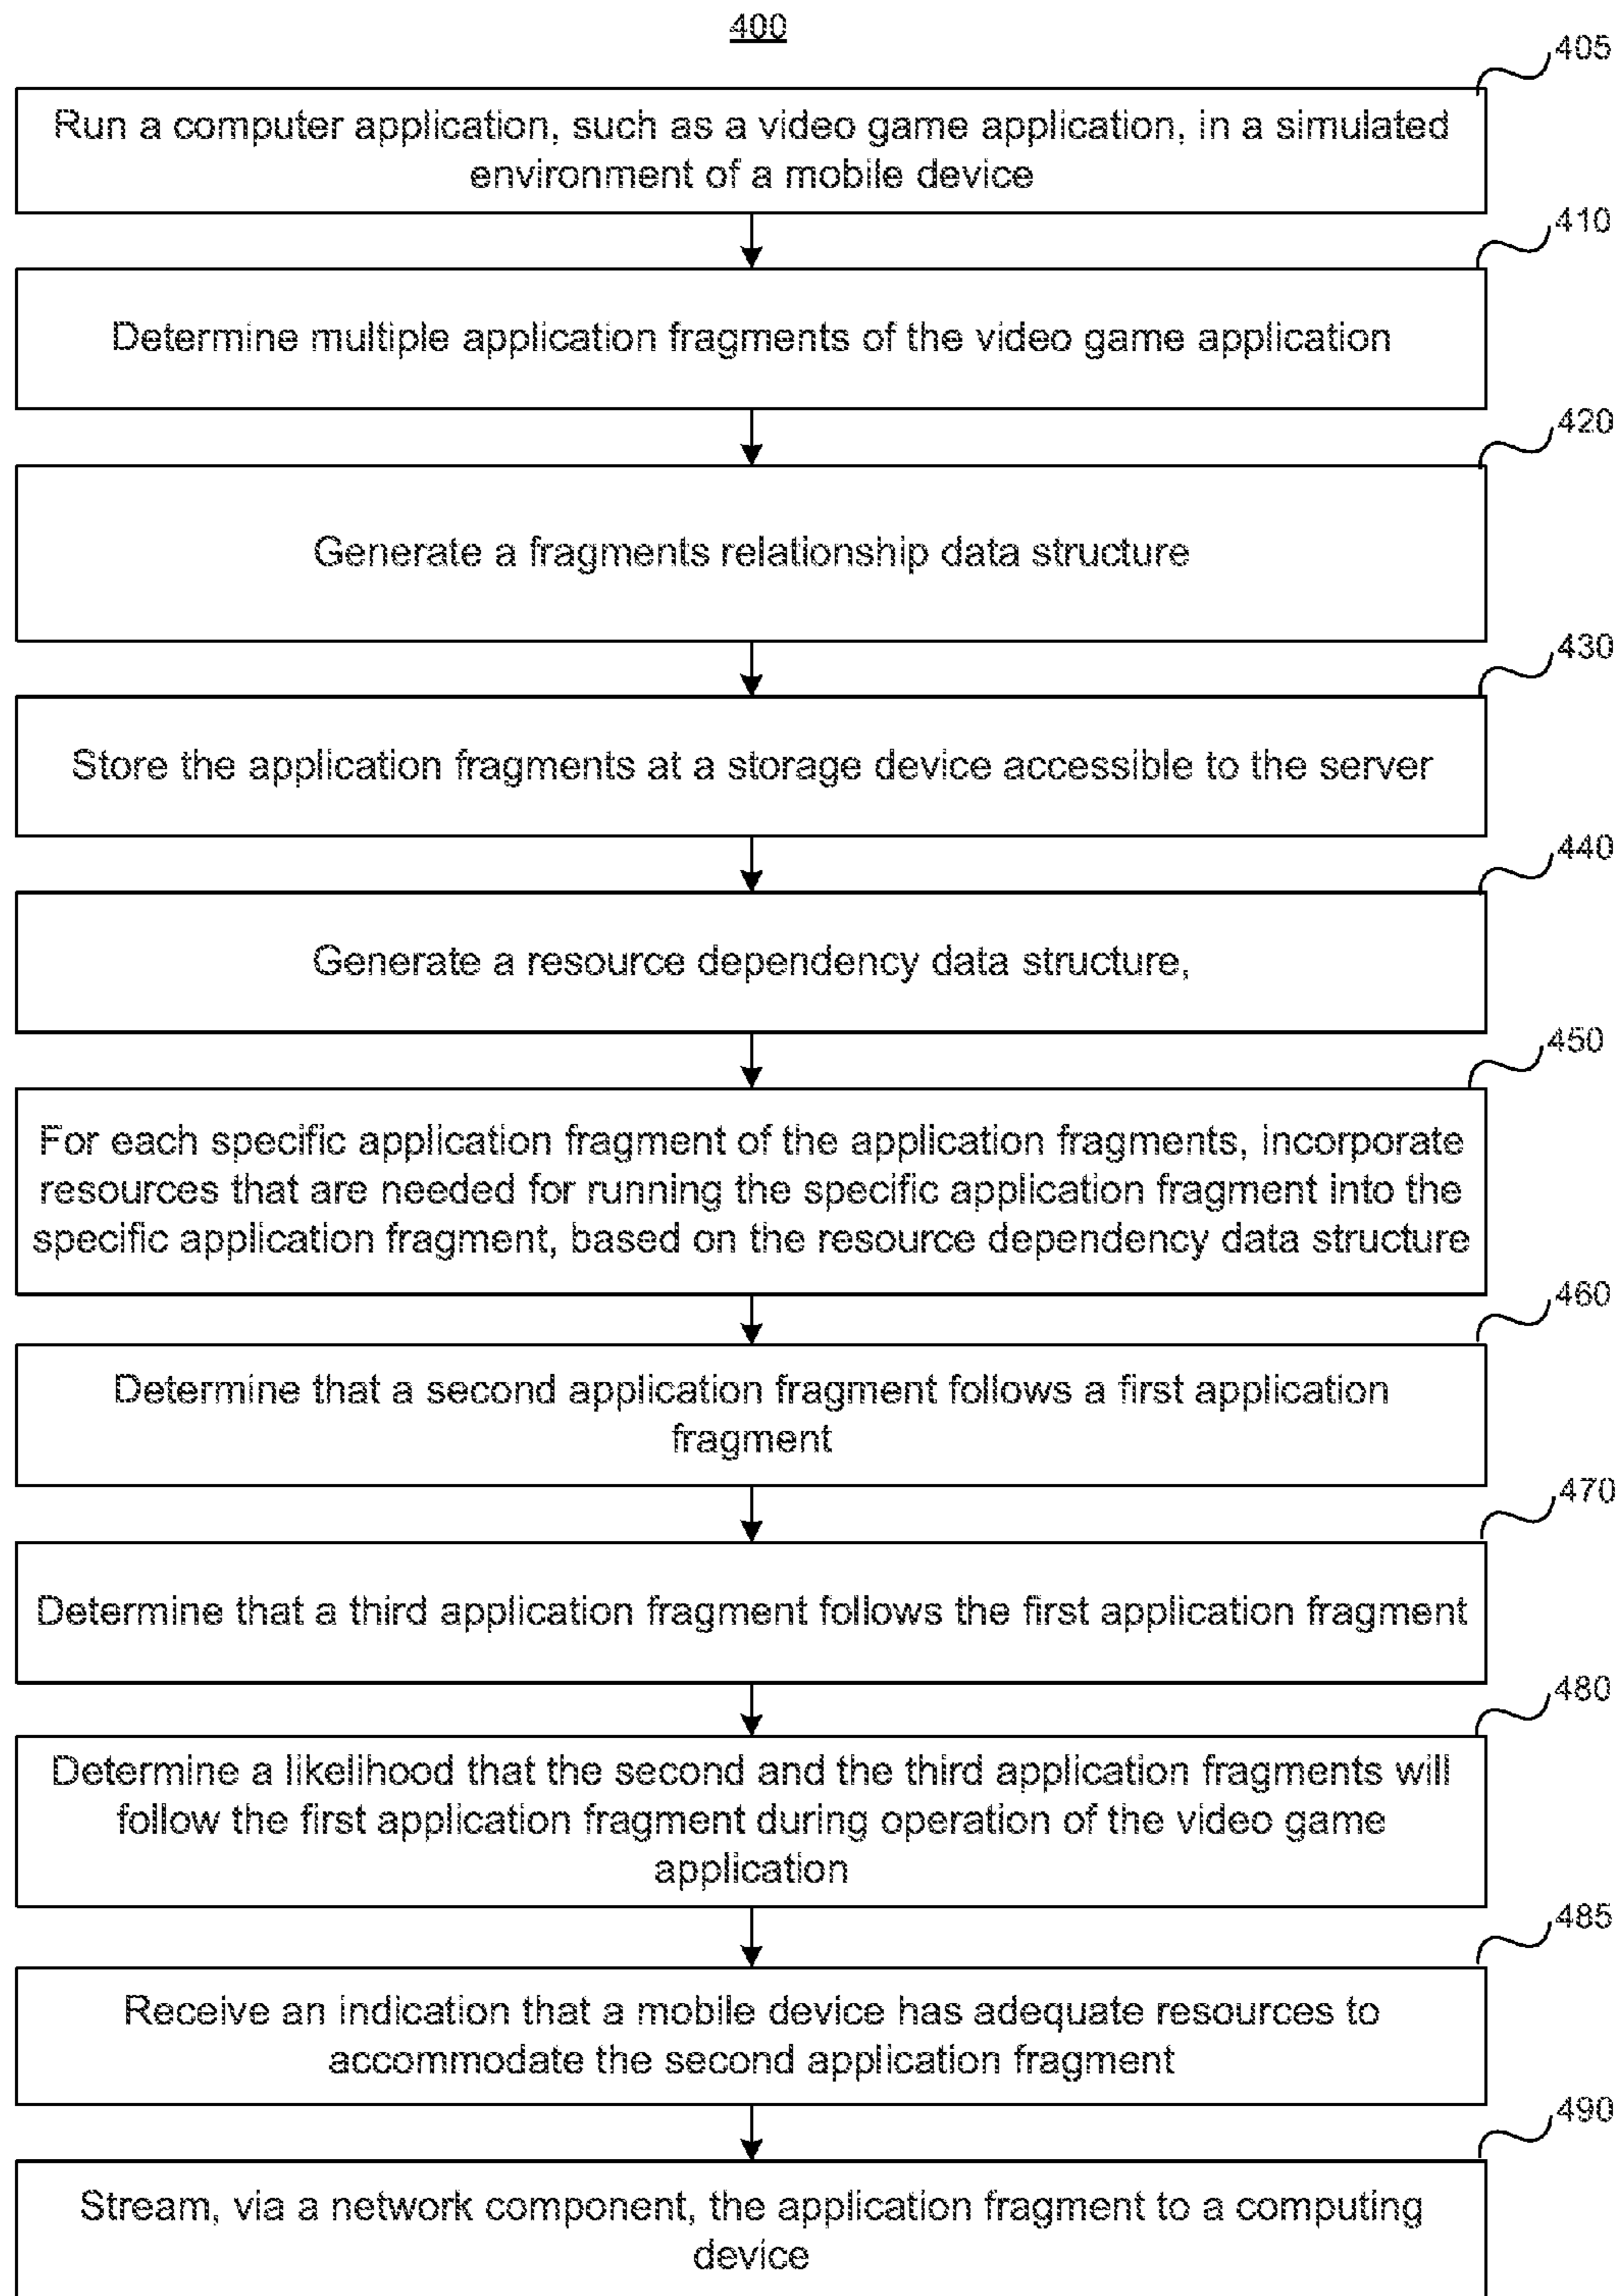 400
405
Run a computer application, such as a video game application, in a simulated
environment of a mobile device
410
Determine multiple application fragments of the video game application
420
Generate a fragments relationship data structure
430
Store the application fragments at a storage device accessible to the server
440
Generate a resource dependency data structure,
450
For each specific application fragment of the application fragments, incorporate
resources that are needed for running the specific application fragment into the
specific application fragment, based on the resource dependency data structure
460
Determine that a second application fragment follows a first application
fragment
470
Determine that a third application fragment follows the first application fragment
480
Determine a likelihood that the second and the third application fragments will
follow the first application fragment during operation of the video game
application
485
Receive an indication that a mobile device has adequate resources to
accommodate the second application fragment
490
Stream, via a network component, the application fragment to a computing
device